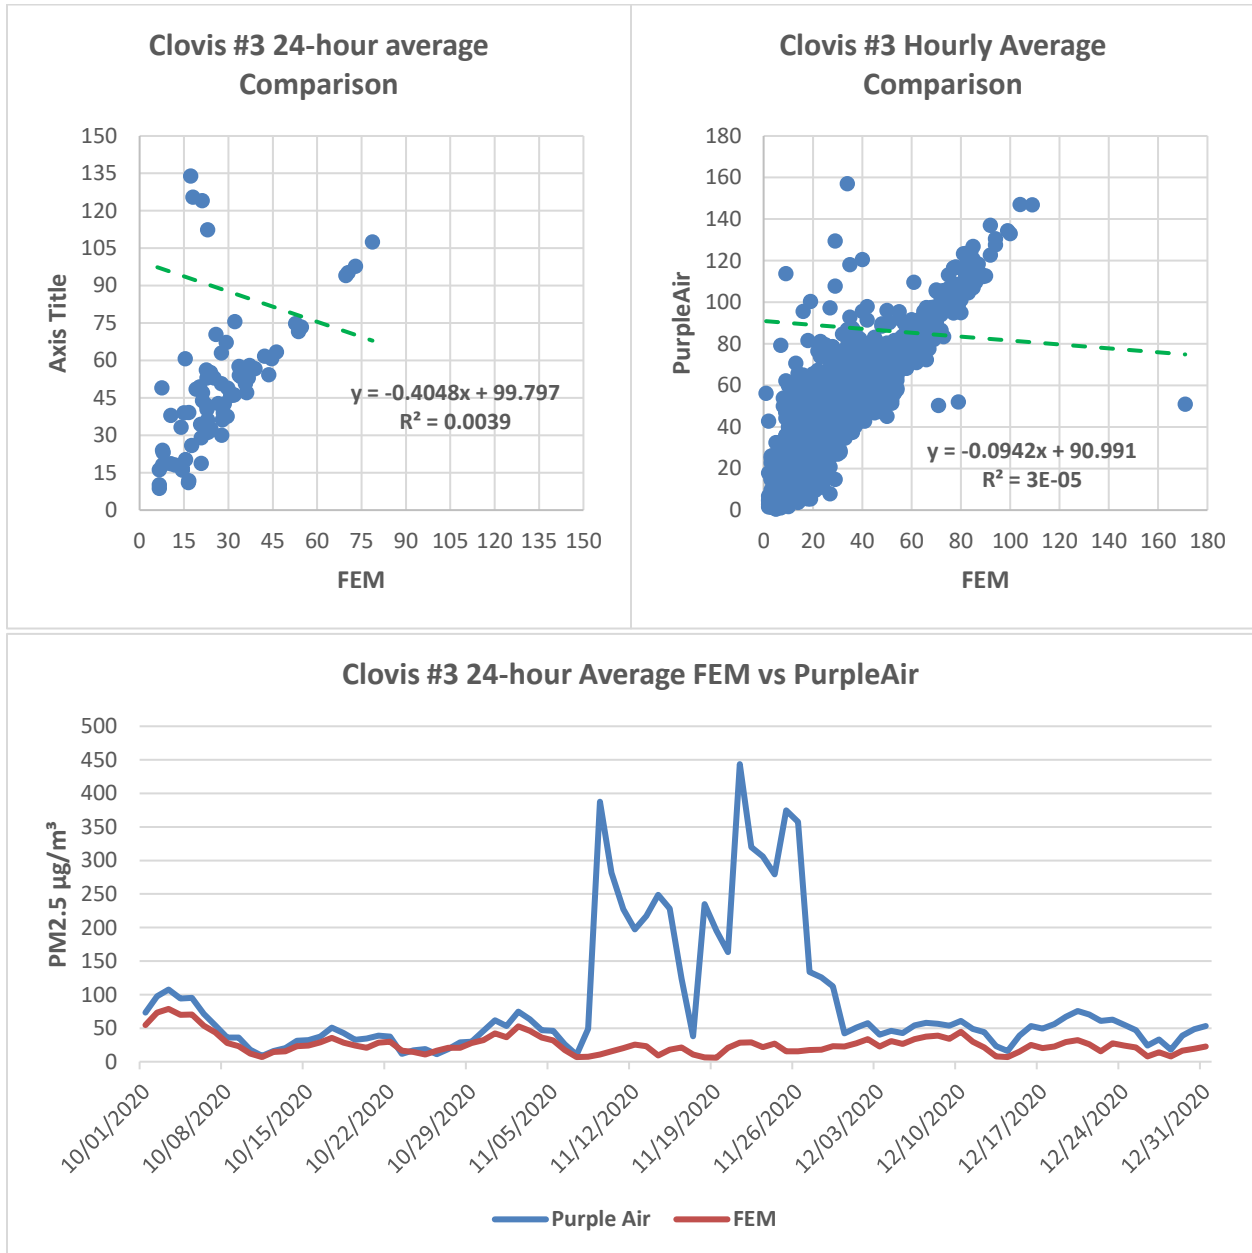 Clovis #3 24-hour average
Comparison
150
135
120
105
90
75
60
45
30
15
0
Axis Title
y = -0.4048x + 99.797
R² = 0.0039
0 15 30 45 60 75 90 105 120 135 150
FEM
Clovis #3 Hourly Average
Comparison
180
160
140
120
100
80
60
40
20
0
PurpleAir
y = -0.0942x + 90.991
R² = 3E-05
0 20 40 60 80 100 120 140 160 180
FEM
Clovis #3 24-hour Average FEM vs PurpleAir
500
450
400
350
300
250
200
150
100
50
0
PM2.5 µg/m³
10/01/2020 10/08/2020 10/15/2020 10/22/2020 10/29/2020 11/05/2020 11/12/2020 11/19/2020 11/26/2020 12/03/2020 12/10/2020 12/17/2020 12/24/2020 12/31/2020
Purple Air FEM